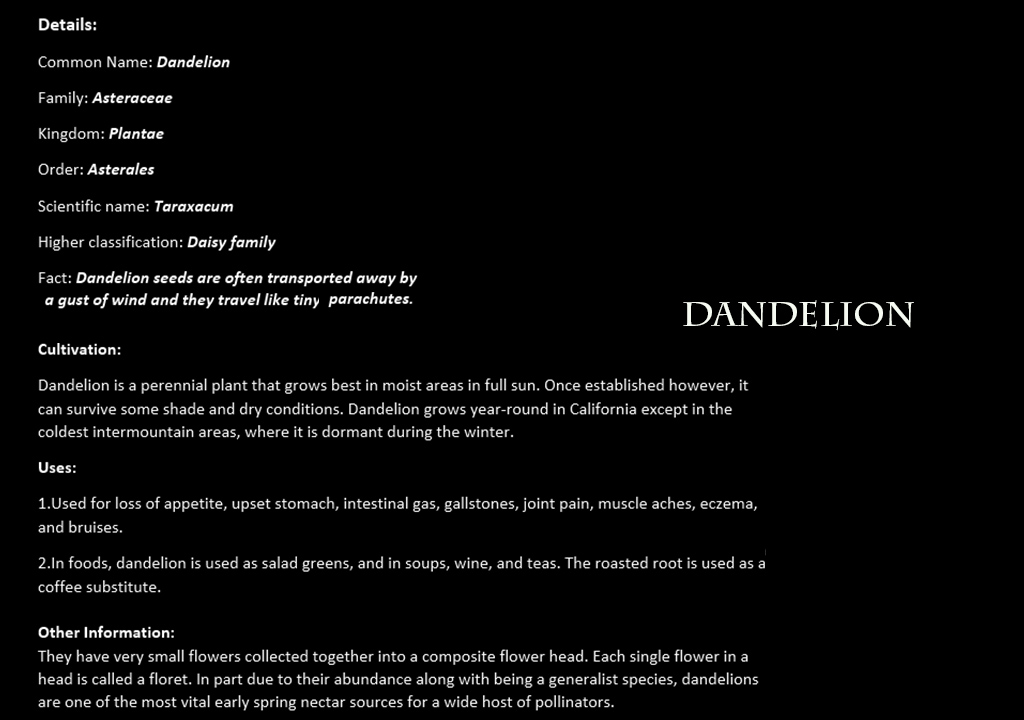 Details:
Common Name: Dandelion
Family: Asteraceae
Kingdom: Plantae
Order: Asterales
Scientific name: Taraxacum
Higher classification: Daisy family
Fact: Dandelion seeds are often transported away by
a gust of wind and they travel like tiny parachutes.
DANDELION
Cultivation:
Dandelion is a perennial plant that grows best in moist areas in full sun. Once established however, it
can survive some shade and dry conditions. Dandelion grows year-round in California except in the
coldest intermountain areas, where it is dormant during the winter.
Uses:
1.Used for loss of appetite, upset stomach, intestinal gas, gallstones, joint pain, muscle aches, eczema,
and bruises.
2.In foods, dandelion is used as salad greens, and in soups, wine, and teas. The roasted root is used as a
coffee substitute.
Other Information:
They have very small flowers collected together into a composite flower head. Each single flower in a
head is called a floret. In part due to their abundance along with being a generalist species, dandelions
are one of the most vital early spring nectar sources for a wide host of pollinators.